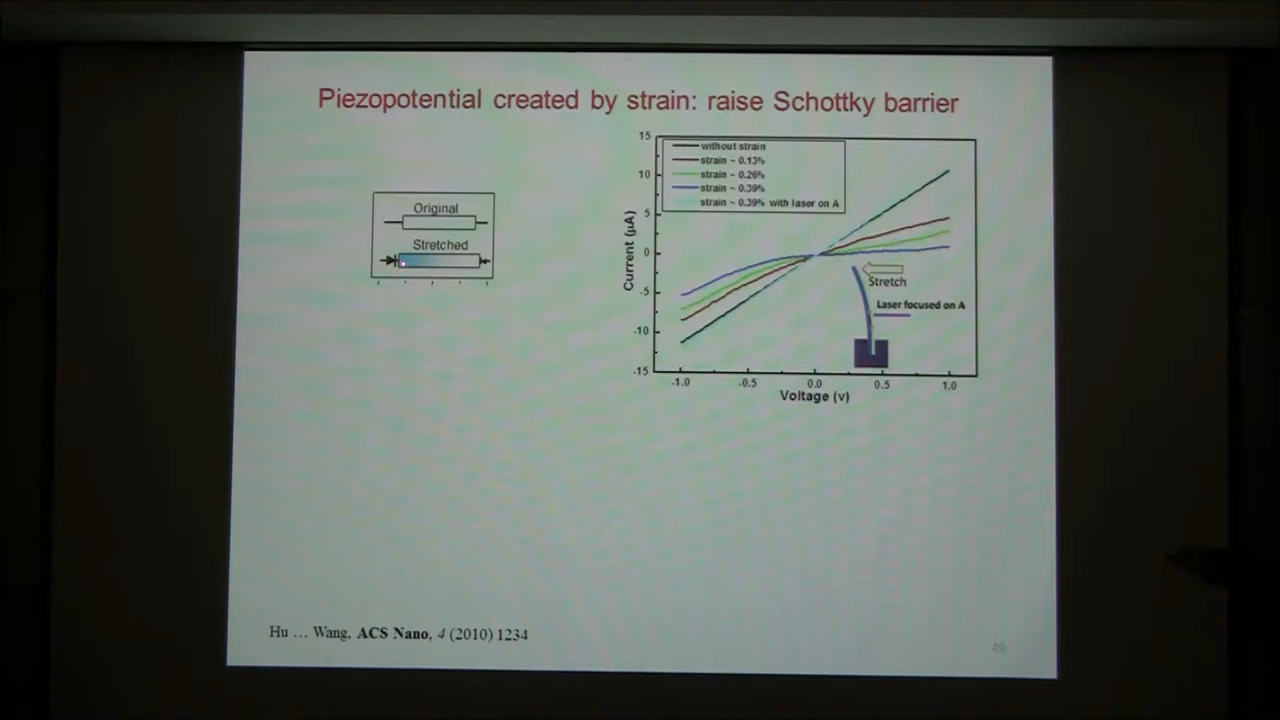 Piezopotential created by strain: raise Schottky barrier
Original
Stretched
without strain
strain ~ 0.13%
strain ~ 0.26%
strain ~ 0.39%
strain ~ 0.39% with laser on A
15
10
5
0
-5
-10
-15
Current (μA)
Stretch
Laser focused on A
-1.0
-0.5
0.0
0.5
1.0
Voltage (v)
Hu ... Wang, ACS Nano, 4 (2010) 1234
49